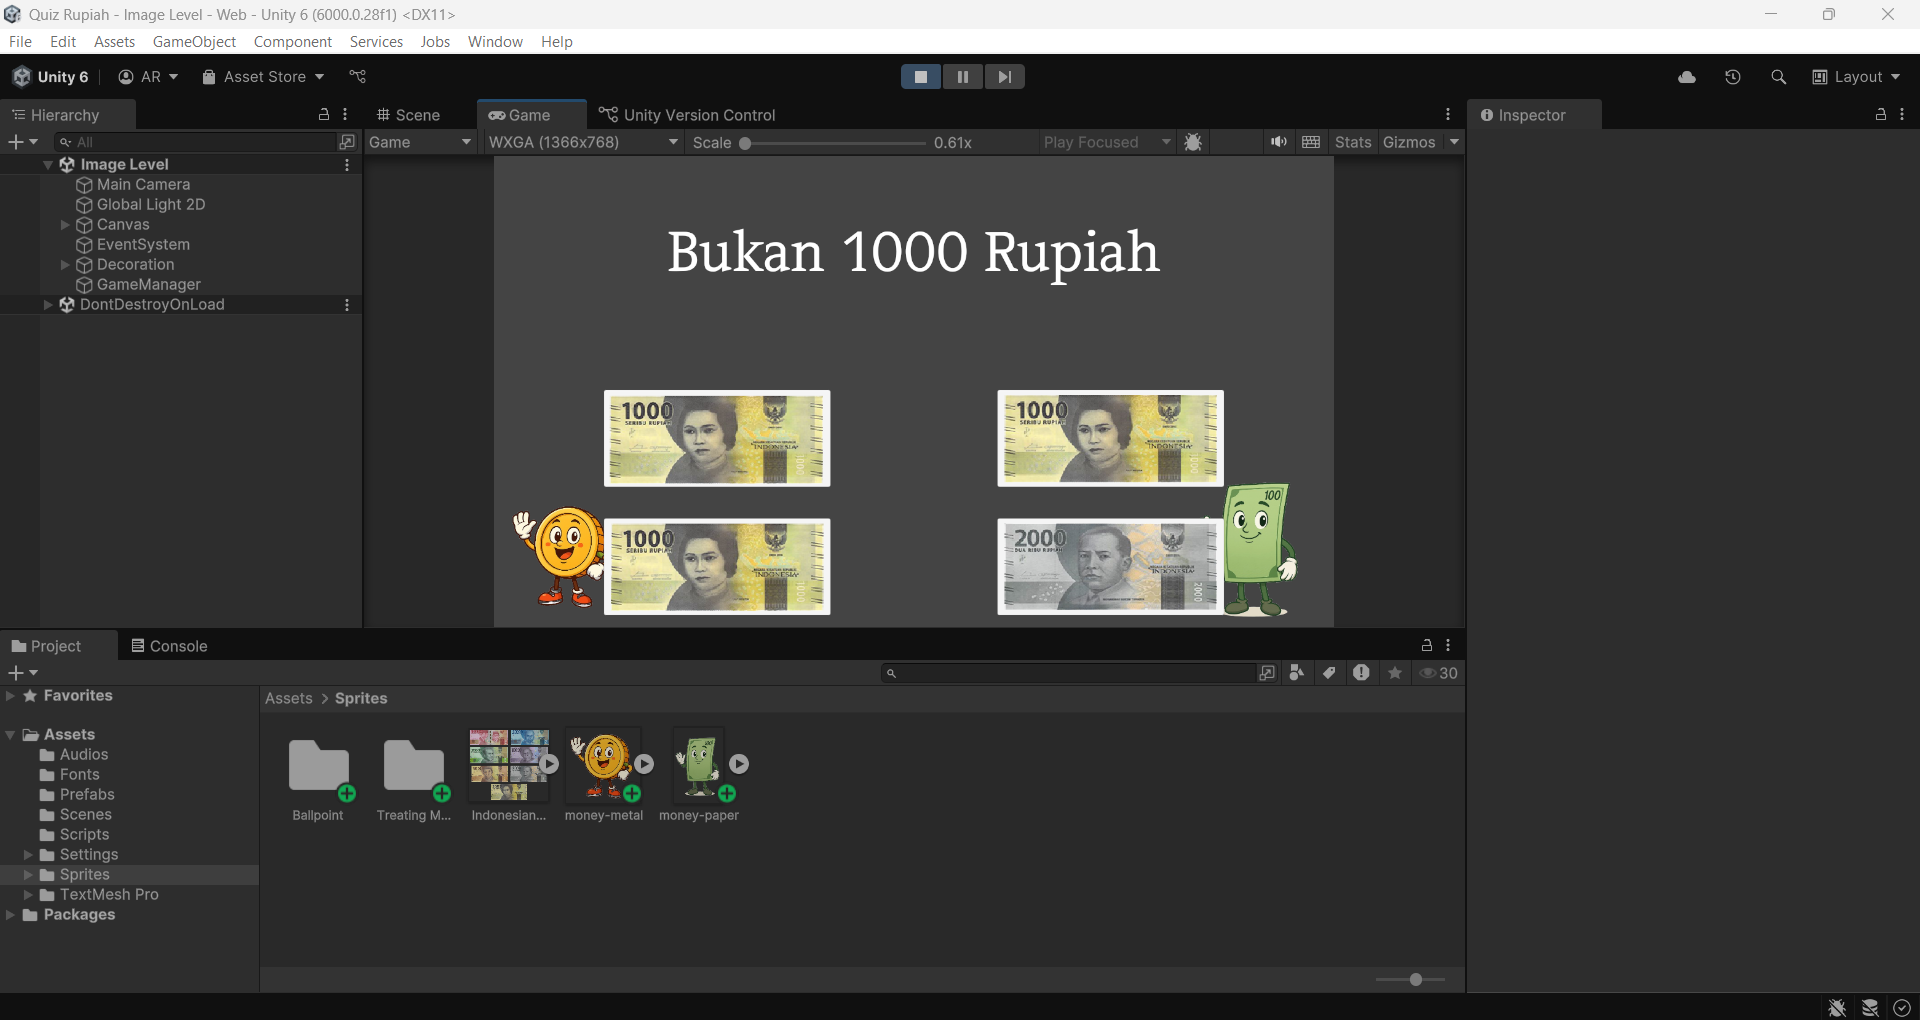 Quiz Rupiah - Image Level - Web - Unity 6 (6000.0.28f1) <DX11>
File Edit Assets GameObject Component Services Jobs Window Help
Unity 6 AR Asset Store Layout
Hierarchy Scene Game Unity Version Control Inspector
All Game WXGA (1366x768) Scale 0.61x Play Focused Stats Gizmos
Image Level
Main Camera
Global Light 2D
Canvas
EventSystem
Decoration
GameManager
DontDestroyOnLoad
Bukan 1000 Rupiah
1000 1000
SERIBU RUPIAH SERIBU RUPIAH
INDONESIA INDONESIA
1000 1000
100
1000 2000
SERIBU RUPIAH DUA RIBU RUPIAH
INDONESIA INDONESIA
1000 2000
Project Console
30
Favorites Assets > Sprites
Assets
Audios
Fonts
Prefabs
Scenes
Scripts
Settings
Sprites
TextMesh Pro
Packages
Ballpoint Treating M... Indonesian... money-metal money-paper